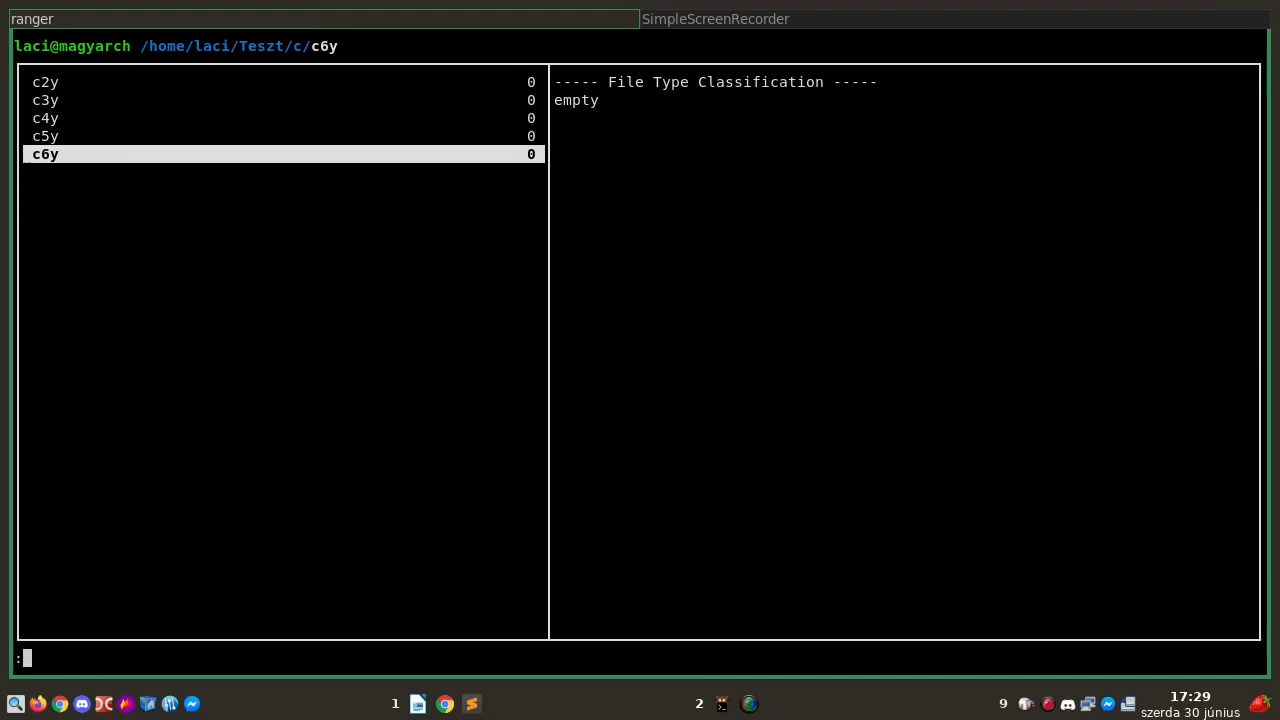 ranger
SimpleScreenRecorder
laci@magyarch /home/laci/Teszt/c/c6y
c2y 0
c3y 0
c4y 0
c5y 0
c6y 0
----- File Type Classification -----
empty
:
1
2
9
17:29
szerda 30 június